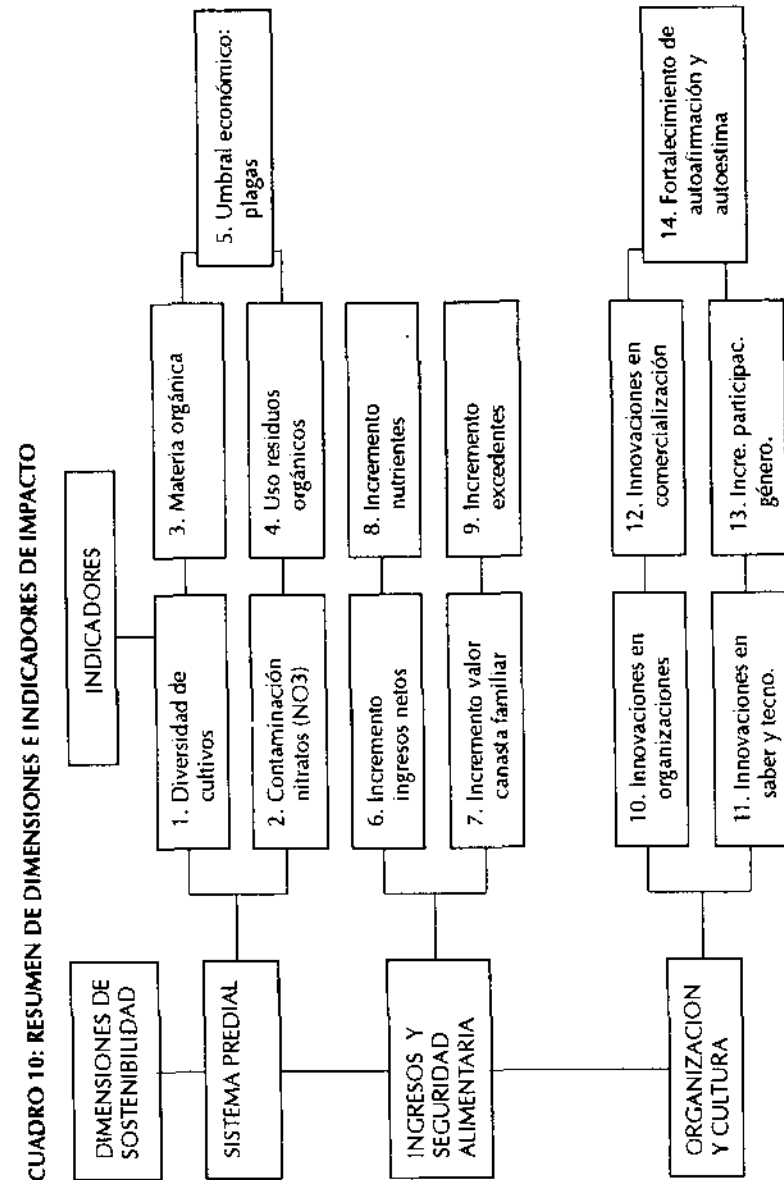 CUADRO 10: RESUMEN DE DIMENSIONES E INDICADORES DE IMPACTO
DIMENSIONES DE
SOSTENIBILIDAD
INDICADORES
SISTEMA PREDIAL
1. Diversidad de
cultivos
3. Materia orgánica
2. Contaminación
nitratos (NO3)
4. Uso residuos
orgánicos
5. Umbral económico:
plagas
INGRESOS Y
SEGURIDAD
ALIMENTARIA
6. Incremento
ingresos netos
8. Incremento
nutrientes
7. Incremento valor
canasta familiar
9. Incremento
excedentes
ORGANIZACION
Y CULTURA
10. Innovaciones en
organizaciones
12. Innovaciones en
comercialización
11. Innovaciones en
saber y tecno.
13. Incre. participac.
género.
14. Fortalecimiento de
autoafirmación y
autoestima